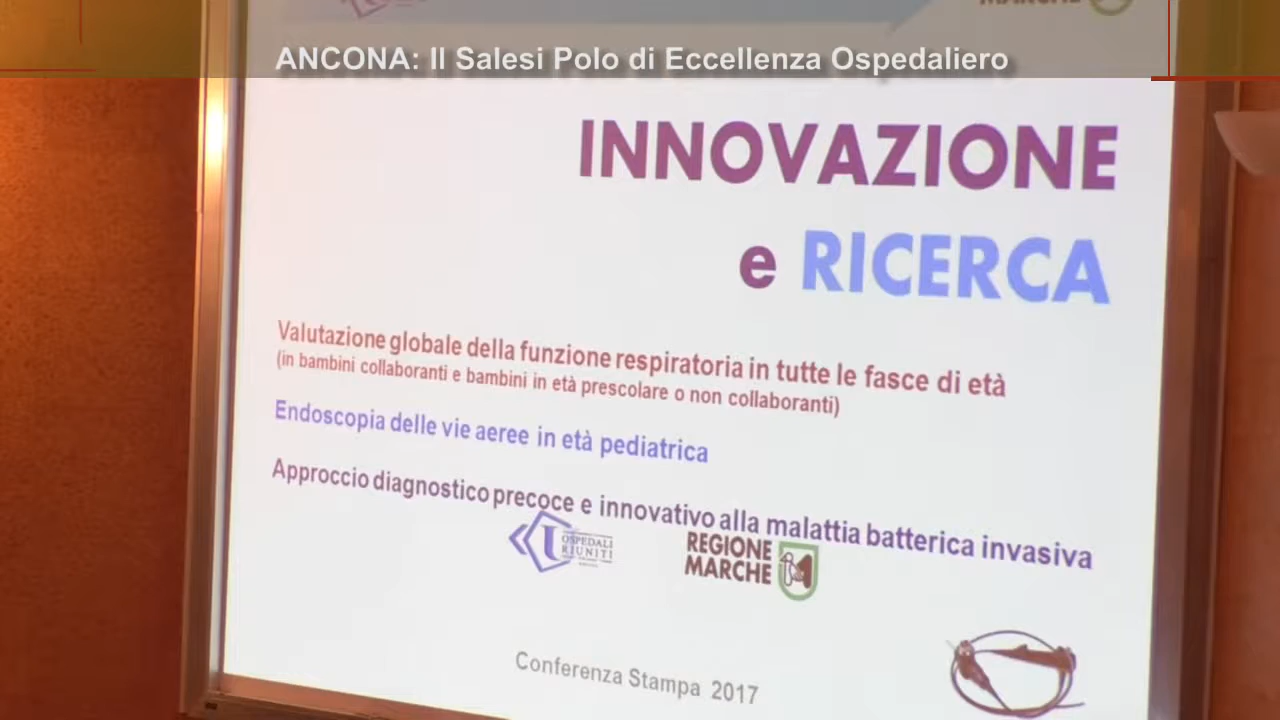 MARCHE
ANCONA: Il Salesi Polo di Eccellenza Ospedaliero
INNOVAZIONE
e RICERCA
Valutazione globale della funzione respiratoria in tutte le fasce di età
(in bambini collaboranti e bambini in età prescolare o non collaboranti)
Endoscopia delle vie aeree in età pediatrica
Approccio diagnostico precoce e innovativo alla malattia batterica invasiva
OSPEDALI
RIUNITI
REGIONE
MARCHE
Conferenza Stampa 2017